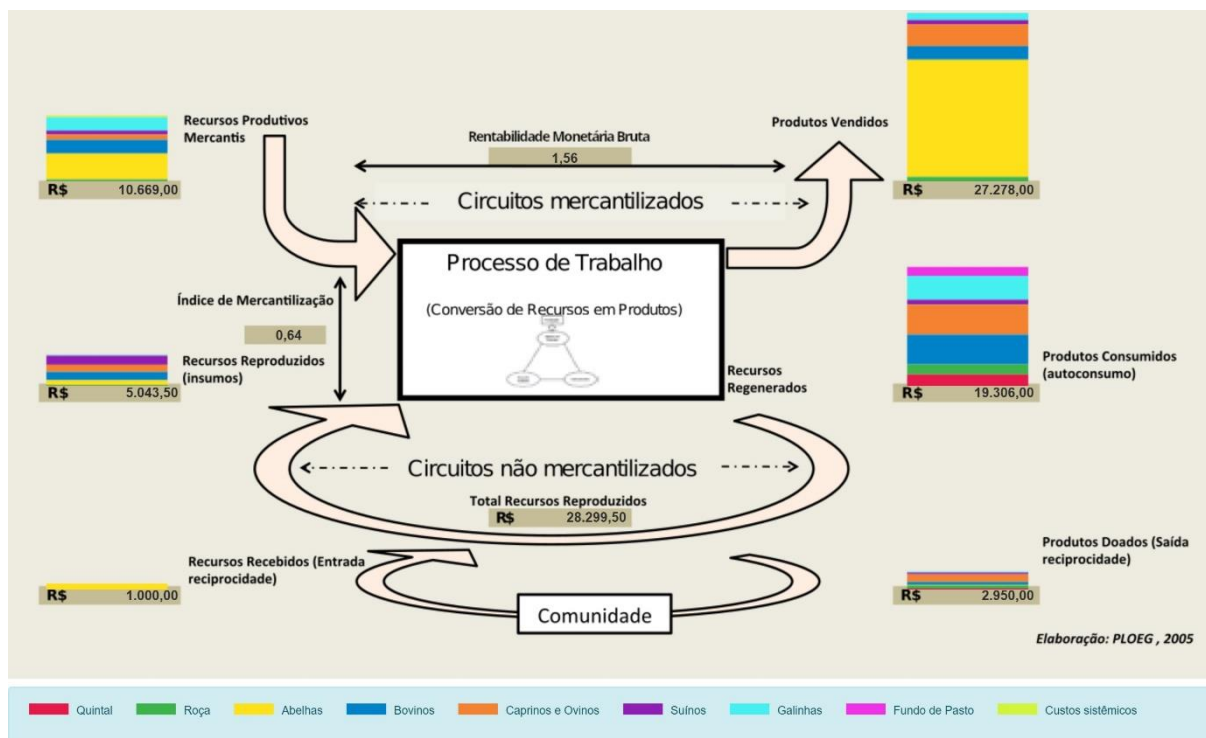 Recursos Produtivos
Mercantis
R$ 10.669,00
Rentabilidade Monetária Bruta
1,56
Produtos Vendidos
R$ 27.278,00
Circuitos mercantilizados
Processo de Trabalho
(Conversão de Recursos em Produtos)
Índice de Mercantilização
0,64
Recursos Reproduzidos
(insumos)
R$ 5.043,50
Recursos
Regenerados
Produtos Consumidos
(autoconsumo)
R$ 19.306,00
Circuitos não mercantilizados
Total Recursos Reproduzidos
R$ 28.299,50
Recursos Recebidos (Entrada
reciprocidade)
R$ 1.000,00
Produtos Doados (Saída
reciprocidade)
R$ 2.950,00
Comunidade
Elaboração: PLOEG , 2005
Quintal Roça Abelhas Bovinos Caprinos e Ovinos Suínos Galinhas Fundo de Pasto Custos sistêmicos